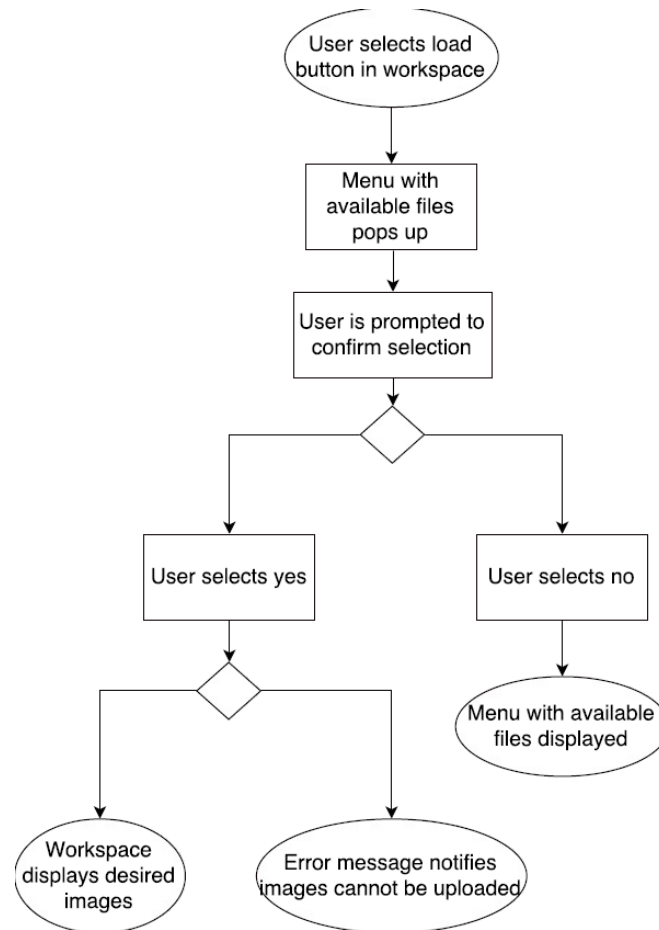 User selects load
button in workspace
Menu with
available files
pops up
User is prompted to
confirm selection
User selects yes
User selects no
Menu with available
files displayed
Workspace
displays desired
images
Error message notifies
images cannot be uploaded